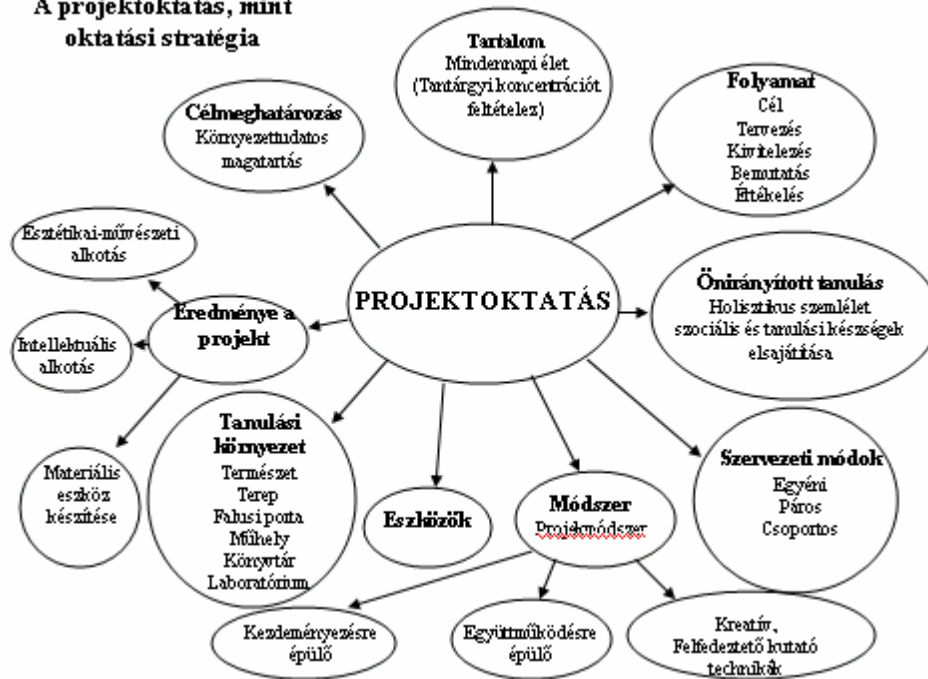 A projektoktatás, mint
oktatási stratégia
Tartalom
Mindennapi élet
(Tantárgyi koncentrációt
feltételez)
Folyamat
Cél
Tervezés
Kivitelezés
Bemutatás
Értékelés
Célmeghatározás
Környezettudatos
magatartás
Esztétikai-művészeti
alkotás
PROJEKTOKTATÁS
Önirányított tanulás
Holisztikus szemlélet
szociális és tanulási készségek
elsajátítása
Eredménye a
projekt
Intellektuális
alkotás
Tanulási
környezet
Természet
Terep
Falusi porta
Műhely
Könyvtár
Laboratórium
Szervezeti módok
Egyéni
Páros
Csoportos
Materiális
eszköz
készítése
Eszközök
Módszer
Projekmódszer
Kezdeményezésre
épülő
Együttműködésre
épülő
Kreatív,
Felfedeztető kutató
technikák